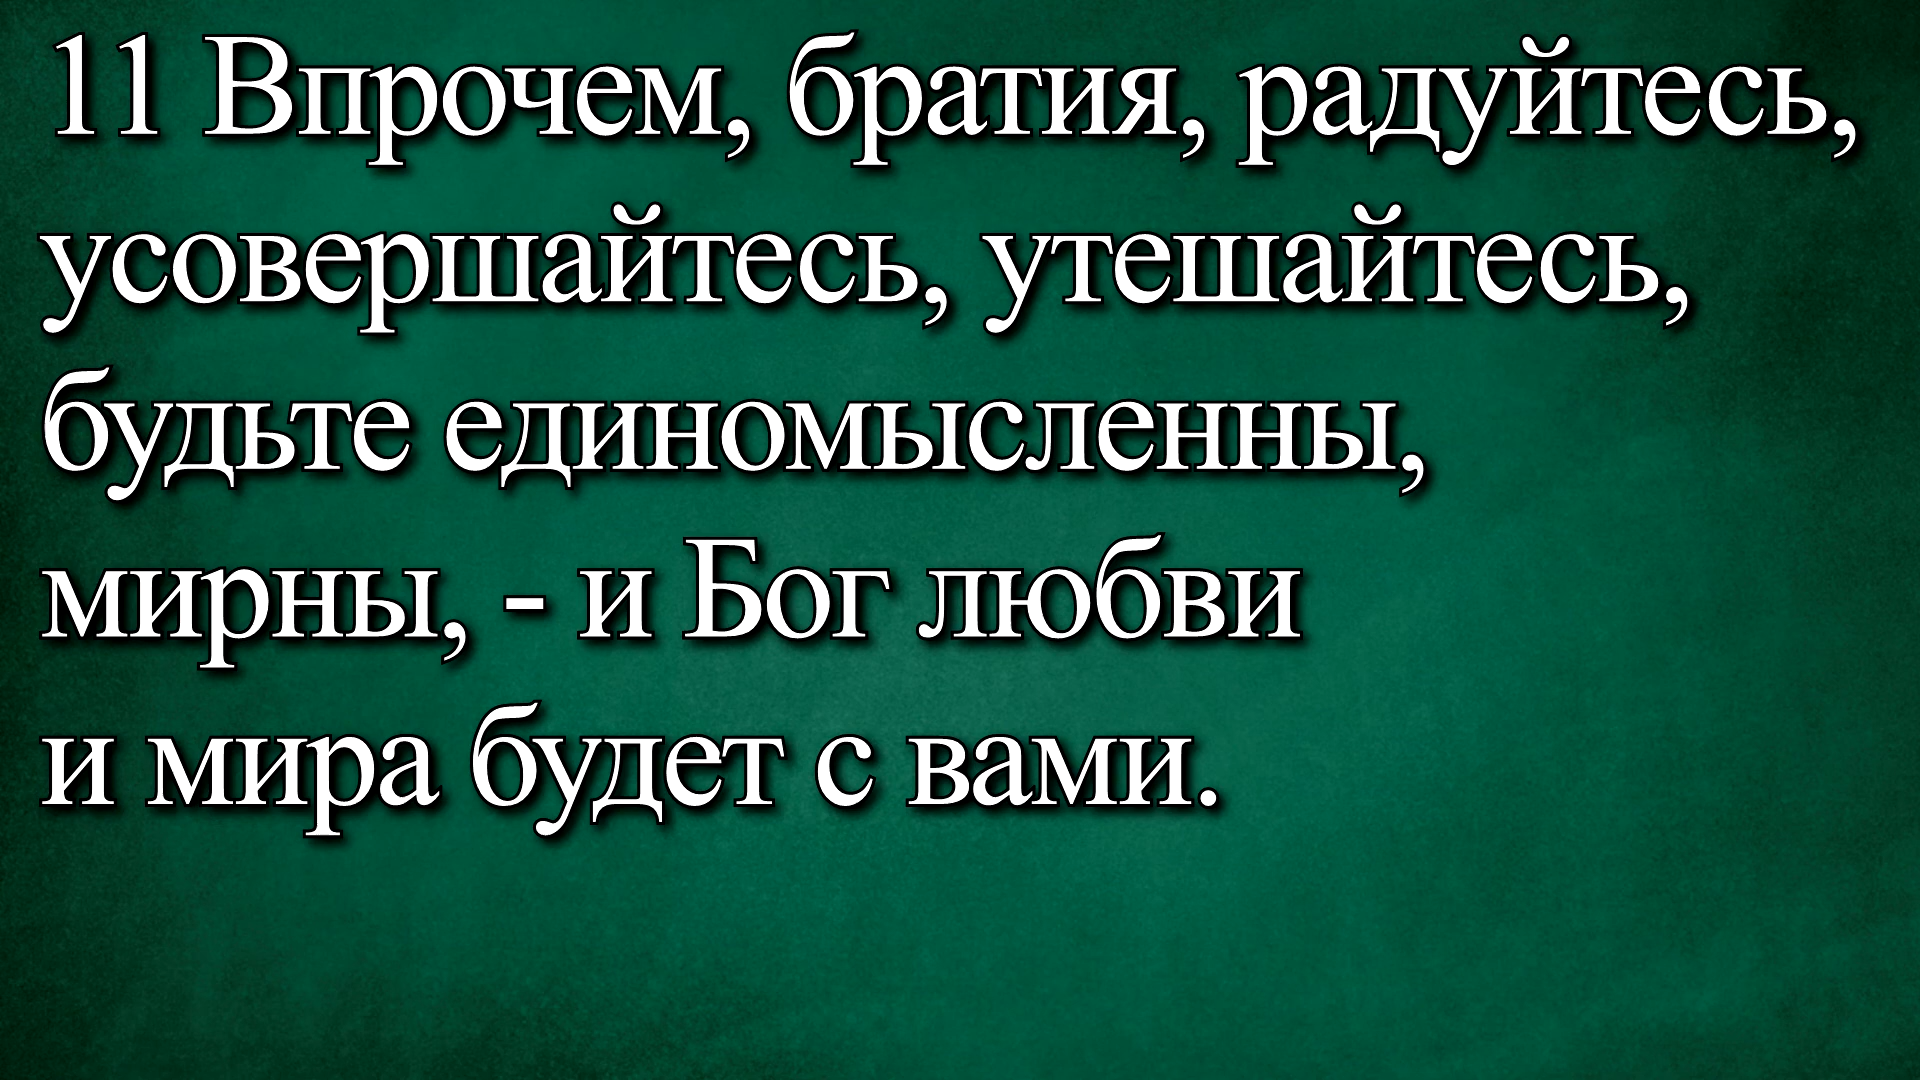 11 Впрочем, братия, радуйтесь,
усовершайтесь, утешайтесь,
будьте единомысленны,
мирны, - и Бог любви
и мира будет с вами.